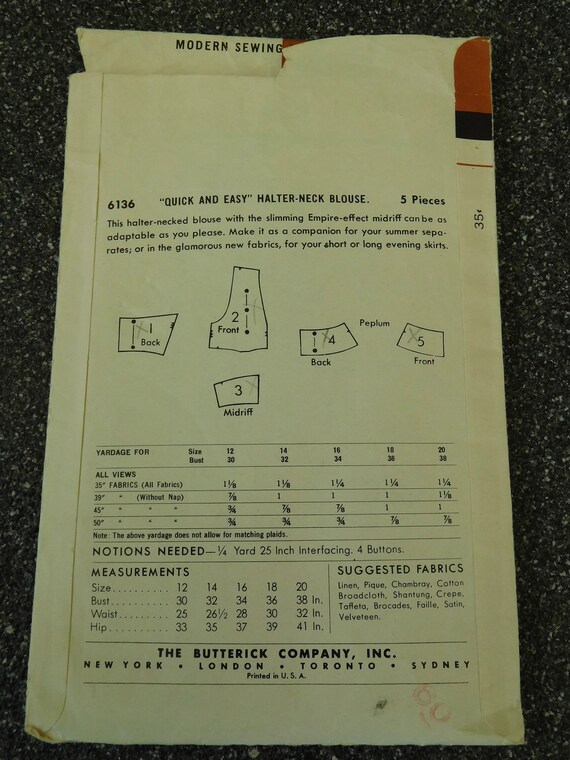 MODERN SEWING
35¢
6136 "QUICK AND EASY" HALTER-NECK BLOUSE. 5 Pieces
This halter-necked blouse with the slimming Empire-effect midriff can be as
adaptable as you please. Make it as a companion for your summer sepa-
rates; or in the glamorous new fabrics, for your short or long evening skirts.
1
Back
2
Front
Peplum
4
Back
5
Front
3
Midriff
YARDAGE FOR Size 12 14 16 18 20
Bust 30 32 34 36 38
ALL VIEWS
35" FABRICS (All Fabrics) 1⅛ 1⅛ 1¼ 1¼ 1¼
39" " (Without Nap) ⅞ 1 1 1 1⅛
45" " " " ¾ ⅞ ⅞ 1 1
50" " " " ¾ ¾ ¾ ⅞ ⅞
Note: The above yardage does not allow for matching plaids.
NOTIONS NEEDED—¼ Yard 25 Inch Interfacing. 4 Buttons.
MEASUREMENTS
Size.......... 12 14 16 18 20
Bust.......... 30 32 34 36 38 In.
Waist......... 25 26½ 28 30 32 In.
Hip........... 33 35 37 39 41 In.
SUGGESTED FABRICS
Linen, Pique, Chambray, Cotton
Broadcloth, Shantung, Crepe,
Taffeta, Brocades, Faille, Satin,
Velveteen.
THE BUTTERICK COMPANY, INC.
NEW YORK • LONDON • TORONTO • SYDNEY
Printed in U. S. A.